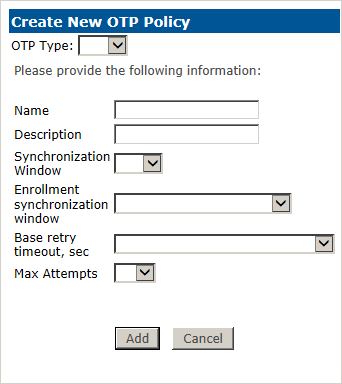 Create New OTP Policy
OTP Type:
Please provide the following information:
Name
Description
Synchronization
Window
Enrollment
synchronization
window
Base retry
timeout, sec
Max Attempts
Add
Cancel